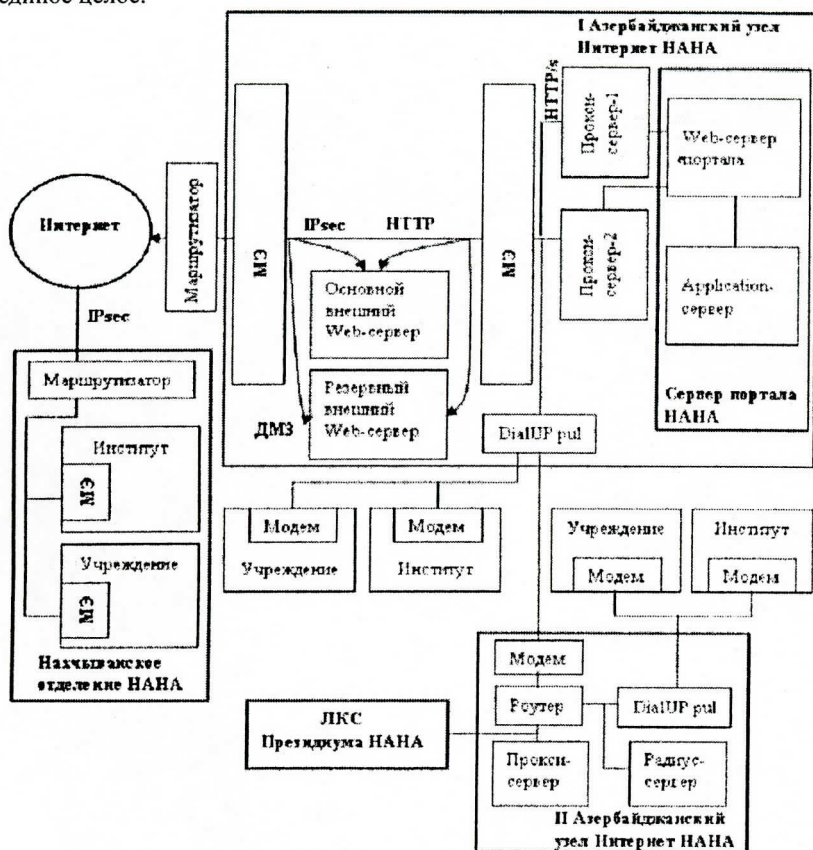 единое целое.
I Азербайджанский узел
Интернет НАНА
HTTP/s
Прокси-
сервер-1
Web-сервер
портала
Маршрутизатор
Интернет
МЭ
IPsec
HTTP
МЭ
Прокси-
сервер-2
Основной
внешний
Web-сервер
Application-
сервер
IPsec
Маршрутизатор
Резервный
внешний
Web-сервер
Сервер портала
НАНА
ДМЗ
DialUP pul
Институт
МЭ
Модем
Учреждение
Модем
Институт
Учреждение
Модем
Институт
Модем
Учреждение
МЭ
Нахчыванское
отделение НАНА
Модем
ЛКС
Президиума НАНА
Роутер
DialUP pul
Прокси-
сервер
Радиус-
сервер
II Азербайджанский
узел Интернет НАНА